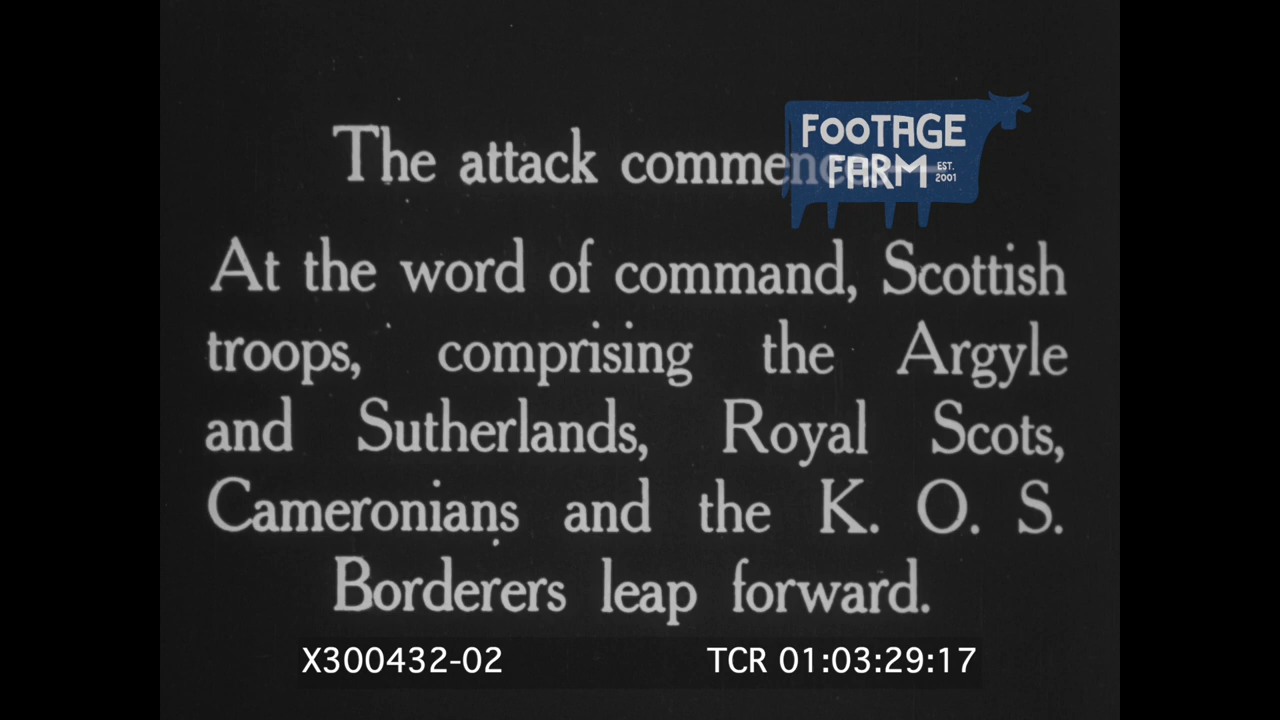 FOOTAGE
FARM
EST.
2001
The attack
At the word of command, Scottish
troops, comprising the Argyle
and Sutherlands, Royal Scots,
Cameronians and the K. O. S.
Borderers leap forward.
X300432-02 TCR 01:03:29:17